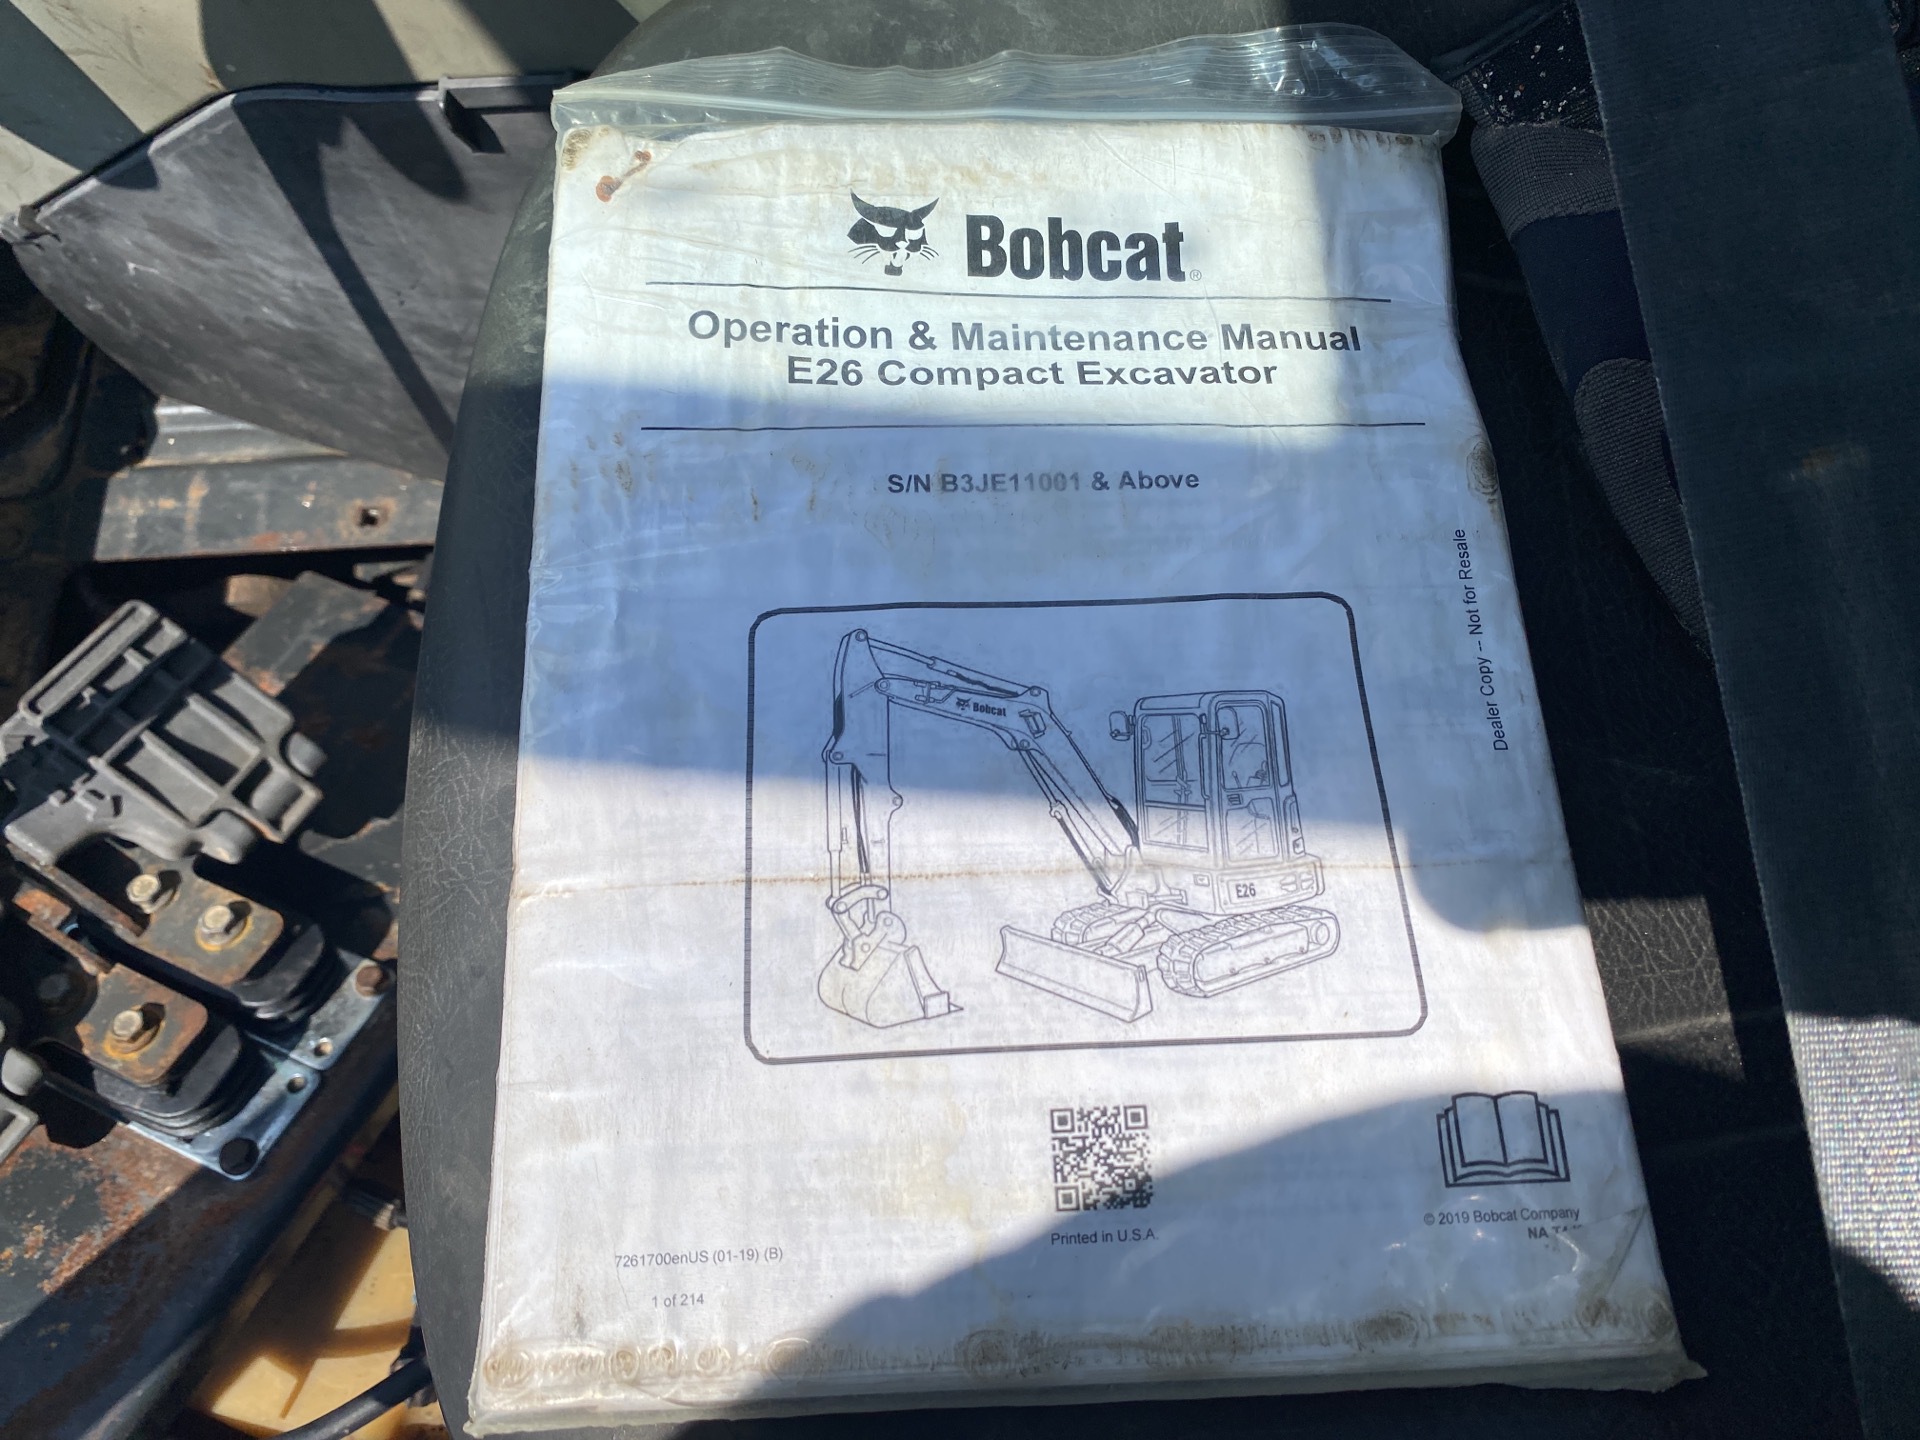 Bobcat®
Operation & Maintenance Manual
E26 Compact Excavator
S/N B3JE11001 & Above
Dealer Copy -- Not for Resale
Bobcat
E26
Printed in U.S.A.
© 2019 Bobcat Company
NA
7261700enUS (01-19) (B)
1 of 214